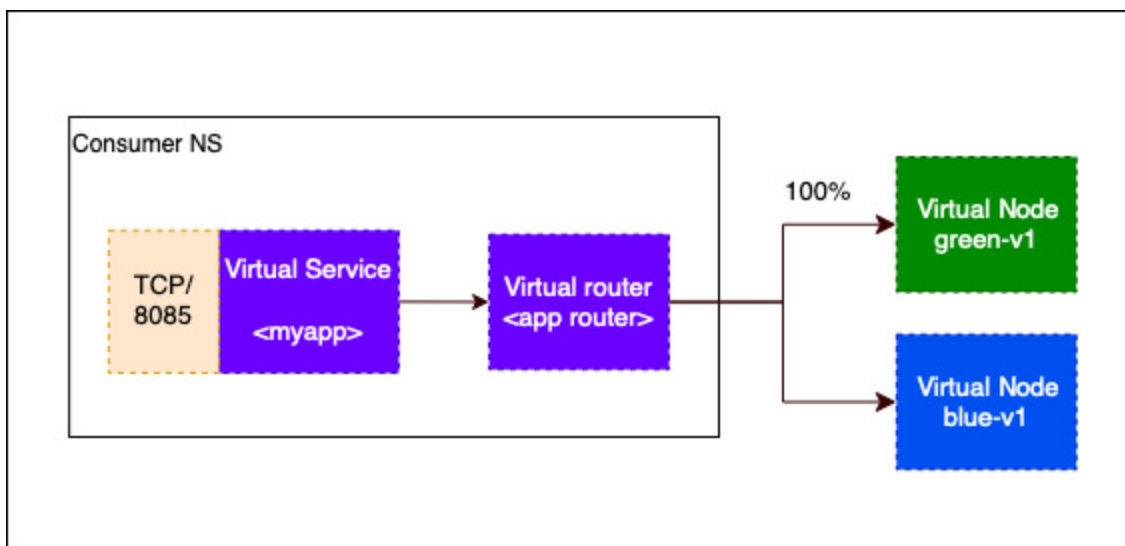 Consumer NS
TCP/
8085
Virtual Service
<myapp>
Virtual router
<app router>
100%
Virtual Node
green-v1
Virtual Node
blue-v1